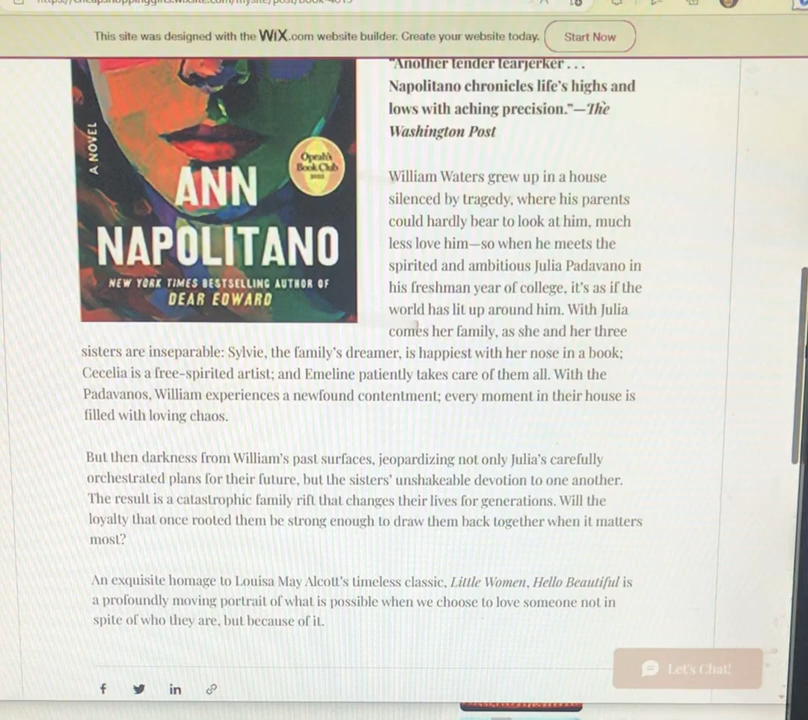 This site was designed with the WiX.com website builder. Create your website today.
Start Now
A NOVEL
Oprah's
Book Club
ANN
NAPOLITANO
NEW YORK TIMES BESTSELLING AUTHOR OF
DEAR EDWARD
"Another tender tearjerker . . .
Napolitano chronicles life's highs and
lows with aching precision."—The
Washington Post
William Waters grew up in a house
silenced by tragedy, where his parents
could hardly bear to look at him, much
less love him—so when he meets the
spirited and ambitious Julia Padavano in
his freshman year of college, it's as if the
world has lit up around him. With Julia
comes her family, as she and her three
sisters are inseparable: Sylvie, the family's dreamer, is happiest with her nose in a book;
Cecelia is a free-spirited artist; and Emeline patiently takes care of them all. With the
Padavanos, William experiences a newfound contentment; every moment in their house is
filled with loving chaos.
But then darkness from William's past surfaces, jeopardizing not only Julia's carefully
orchestrated plans for their future, but the sisters' unshakeable devotion to one another.
The result is a catastrophic family rift that changes their lives for generations. Will the
loyalty that once rooted them be strong enough to draw them back together when it matters
most?
An exquisite homage to Louisa May Alcott's timeless classic, Little Women, Hello Beautiful is
a profoundly moving portrait of what is possible when we choose to love someone not in
spite of who they are, but because of it.
Let's Chat!